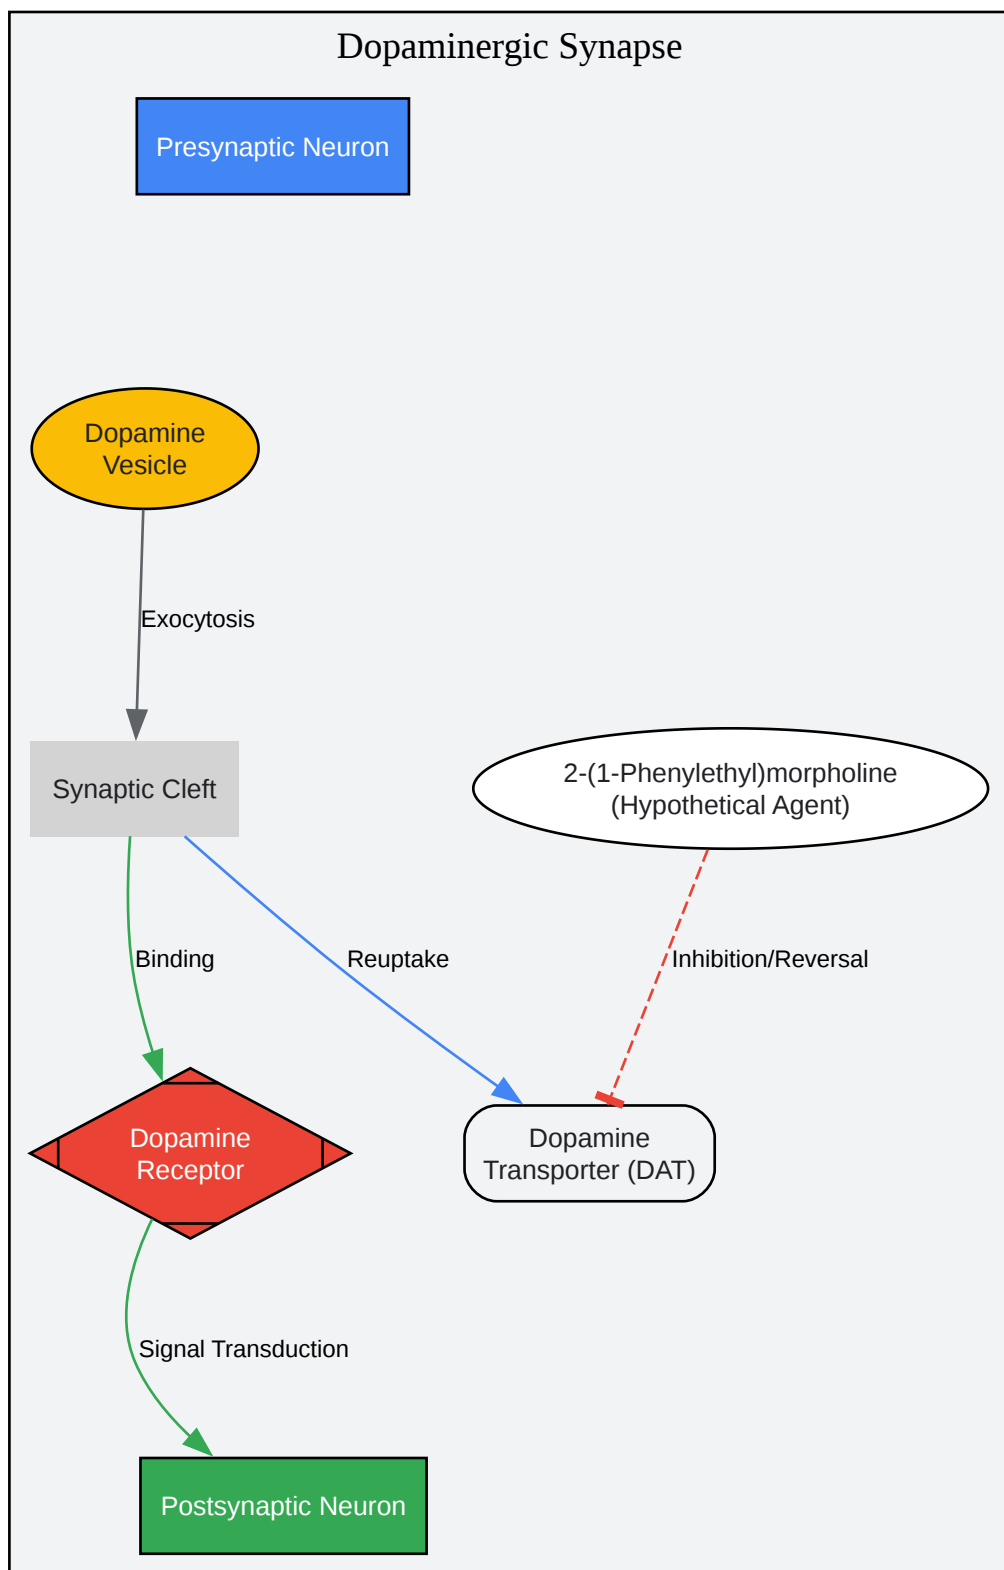 Dopaminergic Synapse
Presynaptic Neuron
Dopamine
Vesicle
Exocytosis
Synaptic Cleft
2-(1-Phenylethyl)morpholine
(Hypothetical Agent)
Binding
Reuptake
Inhibition/Reversal
Dopamine
Receptor
Dopamine
Transporter (DAT)
Signal Transduction
Postsynaptic Neuron